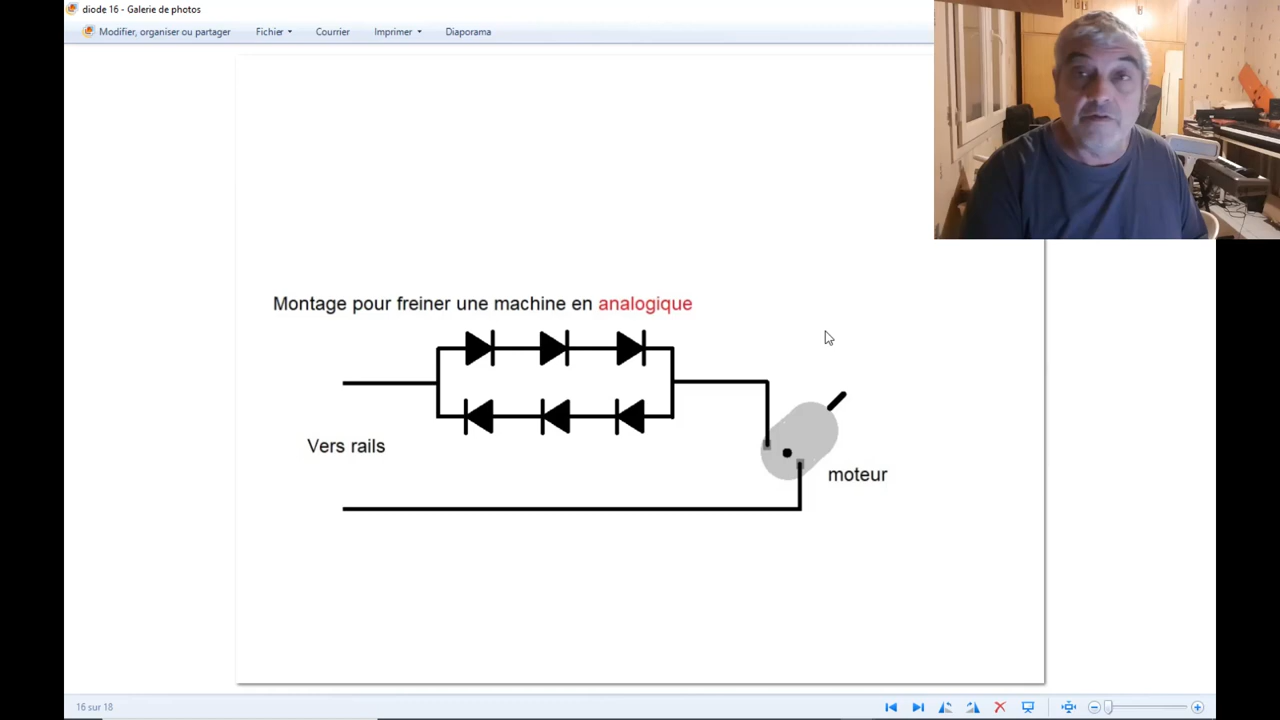 diode 16 - Galerie de photos
Modifier, organiser ou partager Fichier Courrier Imprimer Diaporama
Montage pour freiner une machine en analogique
Vers rails
moteur
16 sur 18